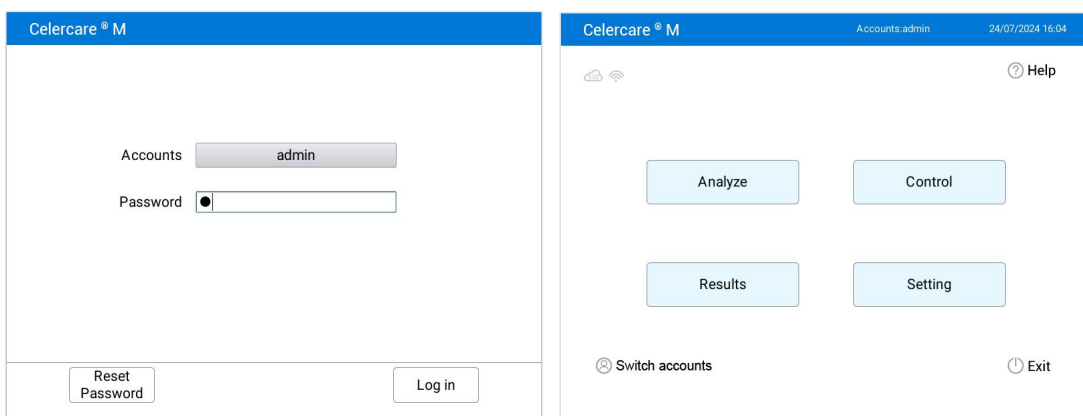 Celercare ® M
Accounts admin
Password
Reset
Password
Log in
Celercare ® M Accounts:admin 24/07/2024 16:04
Help
Analyze Control
Results Setting
Switch accounts Exit